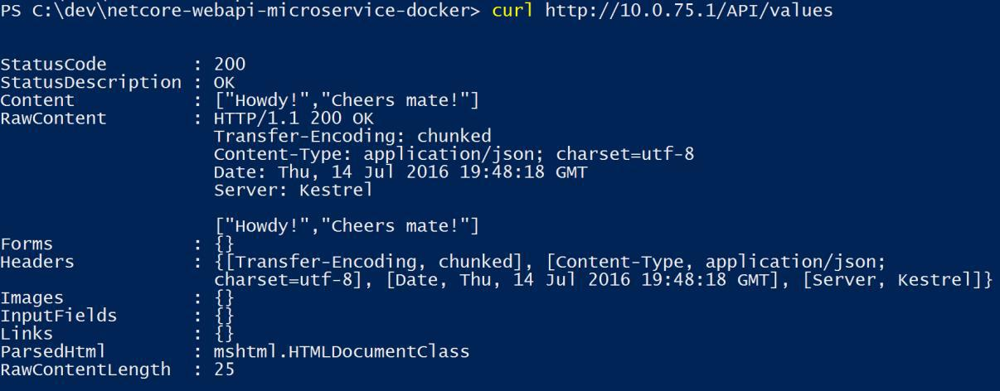 PS C:\dev\netcore-webapi-microservice-docker> curl http://10.0.75.1/API/values
StatusCode        : 200
StatusDescription : OK
Content           : ["Howdy!","Cheers mate!"]
RawContent        : HTTP/1.1 200 OK
                    Transfer-Encoding: chunked
                    Content-Type: application/json; charset=utf-8
                    Date: Thu, 14 Jul 2016 19:48:18 GMT
                    Server: Kestrel
                    ["Howdy!","Cheers mate!"]
Forms             : {}
Headers           : {[Transfer-Encoding, chunked], [Content-Type, application/json;
                    charset=utf-8], [Date, Thu, 14 Jul 2016 19:48:18 GMT], [Server, Kestrel]}
Images            : {}
InputFields       : {}
Links             : {}
ParsedHtml        : mshtml.HTMLDocumentClass
RawContentLength  : 25